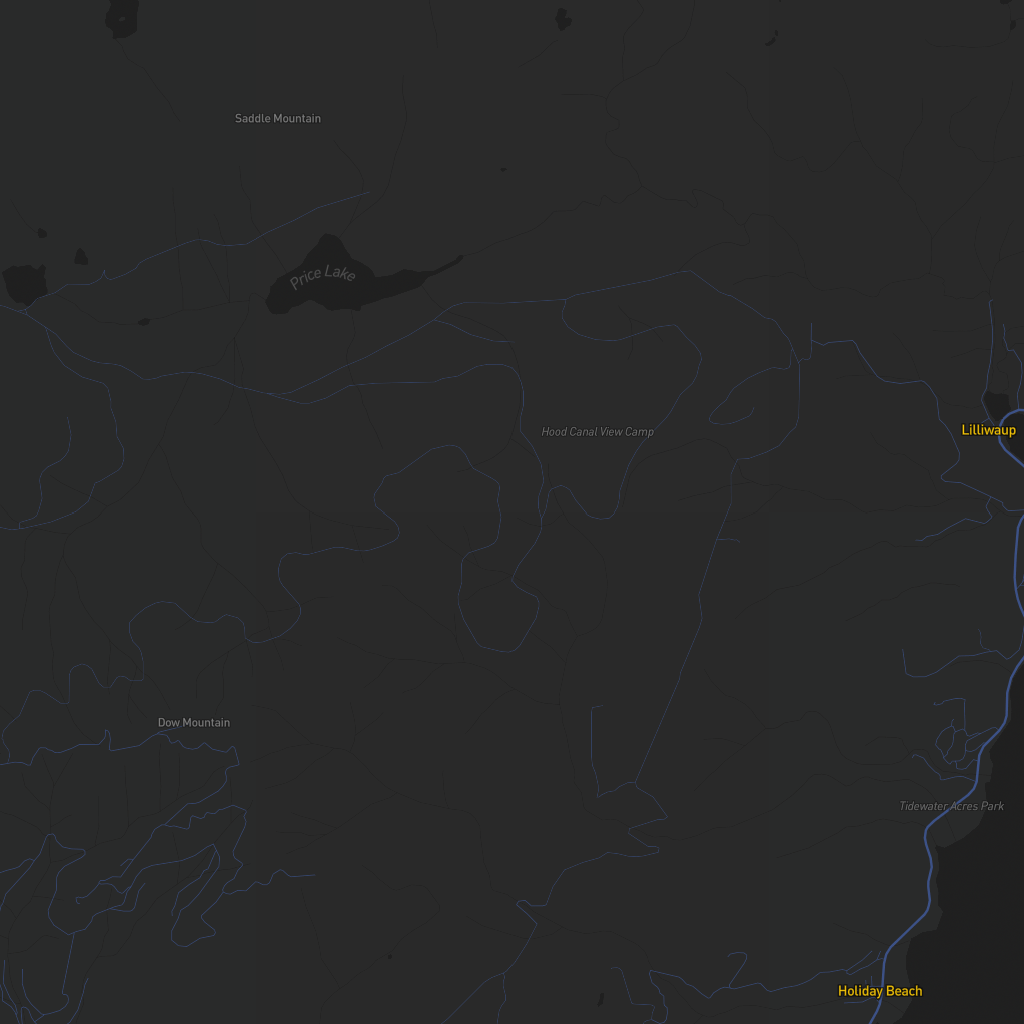 Saddle Mountain
Price Lake
Hood Canal View Camp
Lilliwaup
Dow Mountain
Tidewater Acres Park
Holiday Beach